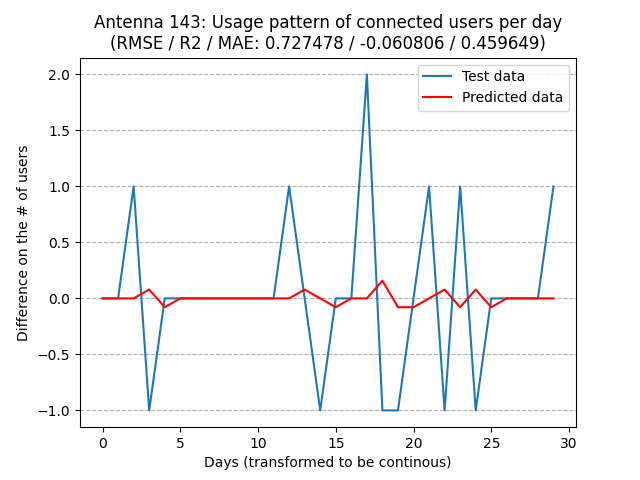 Antenna 143: Usage pattern of connected users per day
(RMSE / R2 / MAE: 0.727478 / -0.060806 / 0.459649)
Test data
Predicted data
Difference on the # of users
2.0
1.5
1.0
0.5
0.0
−0.5
−1.0
0 5 10 15 20 25 30
Days (transformed to be continous)